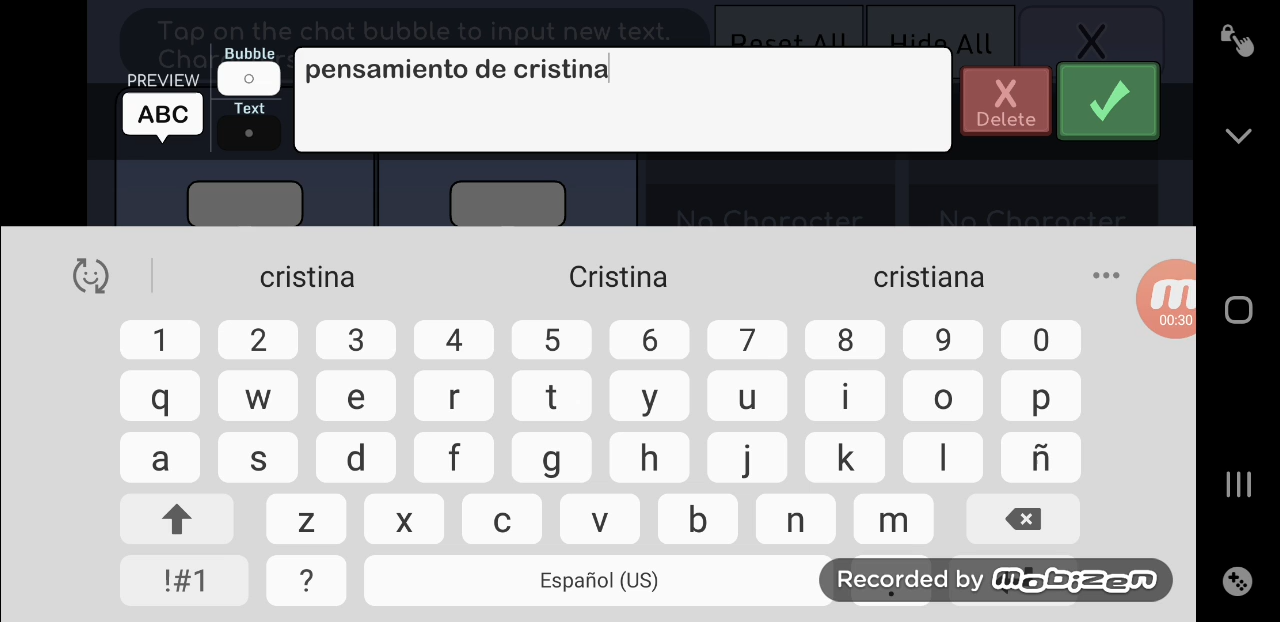 Tap on the chat bubble to input new text.
Reset All
Hide All
X
Bubble
PREVIEW
ABC
Text
pensamiento de cristina
X
Delete
No Character
No Character
cristina
Cristina
cristiana
00:30
1 2 3 4 5 6 7 8 9 0
q w e r t y u i o p
a s d f g h j k l ñ
z x c v b n m
!#1 ? Español (US) .
Recorded by mobizen